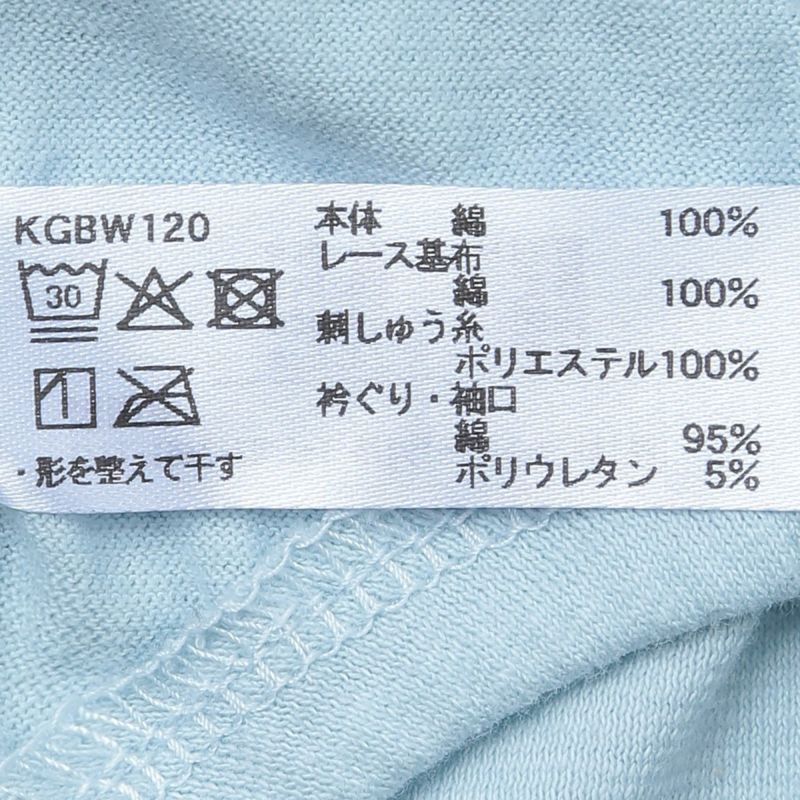 KGBW120
30
・形を整えて干す
本体 綿 100%
レース基布
綿 100%
刺しゅう糸
ポリエステル100%
衿ぐり・袖口
綿 95%
ポリウレタン 5%